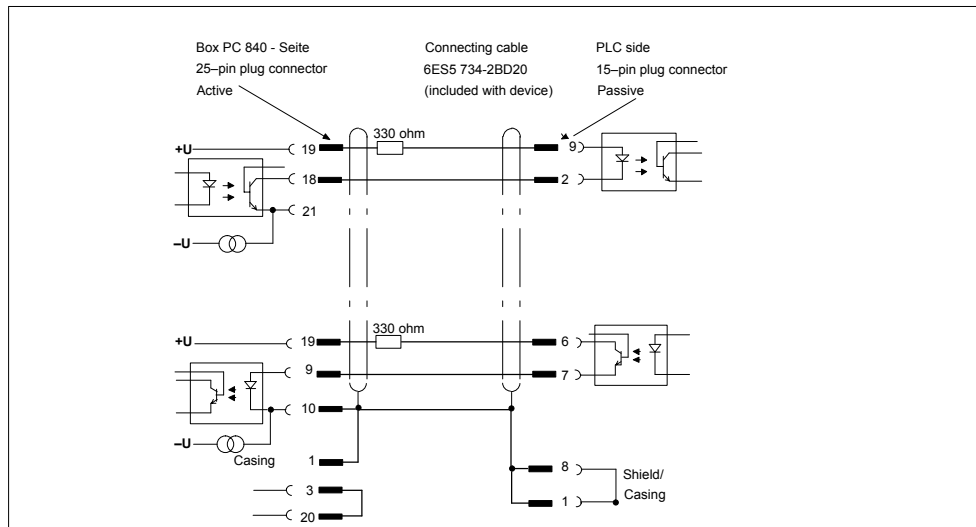 Box PC 840 - Seite
25–pin plug connector
Active
Connecting cable
6ES5 734-2BD20
(included with device)
PLC side
15–pin plug connector
Passive
330 ohm
+U
19
9
18
2
21
–U
330 ohm
+U
19
6
9
7
10
–U
Casing
1
8
Shield/
Casing
3
1
20